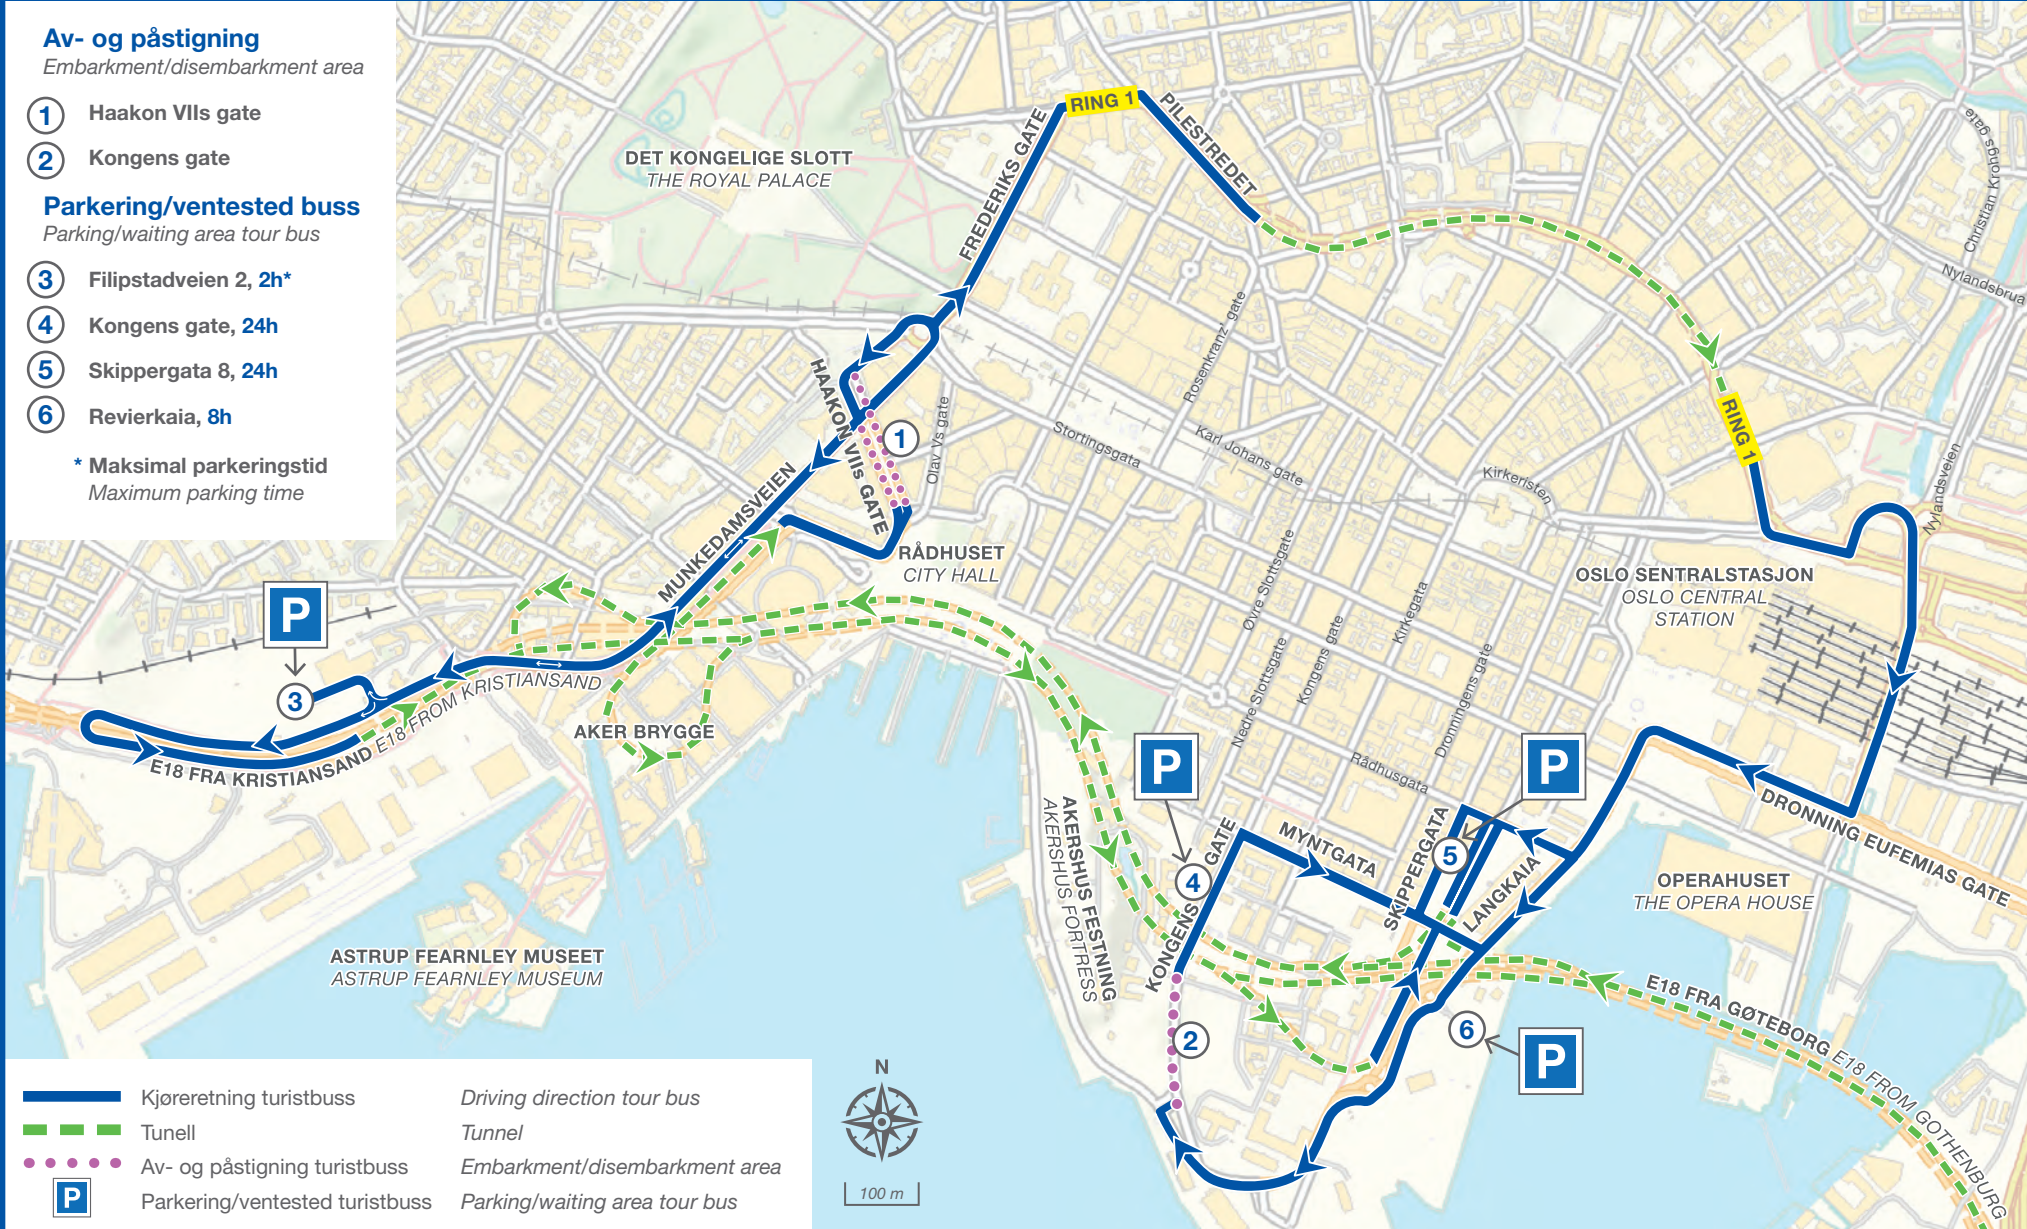 Av- og påstigning
Embarkment/disembarkment area
1 Haakon VIIs gate
2 Kongens gate
Parkering/ventested buss
Parking/waiting area tour bus
3 Filipstadveien 2, 2h*
4 Kongens gate, 24h
5 Skippergata 8, 24h
6 Revierkaia, 8h
* Maksimal parkeringstid
Maximum parking time
RING 1
PILESTREDET
FREDERIKS GATE
DET KONGELIGE SLOTT
THE ROYAL PALACE
Christian Krohgs gate
Nylandsbrua
Rosenkranz' gate
HAAKON VIIs GATE
1
Olav Vs gate
Stortingsgata
Karl Johans gate
Kirkeristen
RING 1
Nylandsveien
MUNKEDAMSVEIEN
RÅDHUSET
CITY HALL
OSLO SENTRALSTASJON
OSLO CENTRAL
STATION
P
3
Øvre Slottsgate
Nedre Slottsgate
Kongens gate
Kirkegata
Dronningens gate
Rådhusgata
E18 FRA KRISTIANSAND E18 FROM KRISTIANSAND
AKER BRYGGE
P
4
P
5
AKERSHUS FESTNING
AKERSHUS FORTRESS
KONGENS GATE
MYNTGATA
SKIPPERGATA
LANGKAIA
DRONNING EUFEMIAS GATE
OPERAHUSET
THE OPERA HOUSE
ASTRUP FEARNLEY MUSEET
ASTRUP FEARNLEY MUSEUM
2
6
P
E18 FRA GØTEBORG E18 FROM GOTHENBURG
Kjøreretning turistbuss Driving direction tour bus
Tunell Tunnel
Av- og påstigning turistbuss Embarkment/disembarkment area
P Parkering/ventested turistbuss Parking/waiting area tour bus
N
100 m